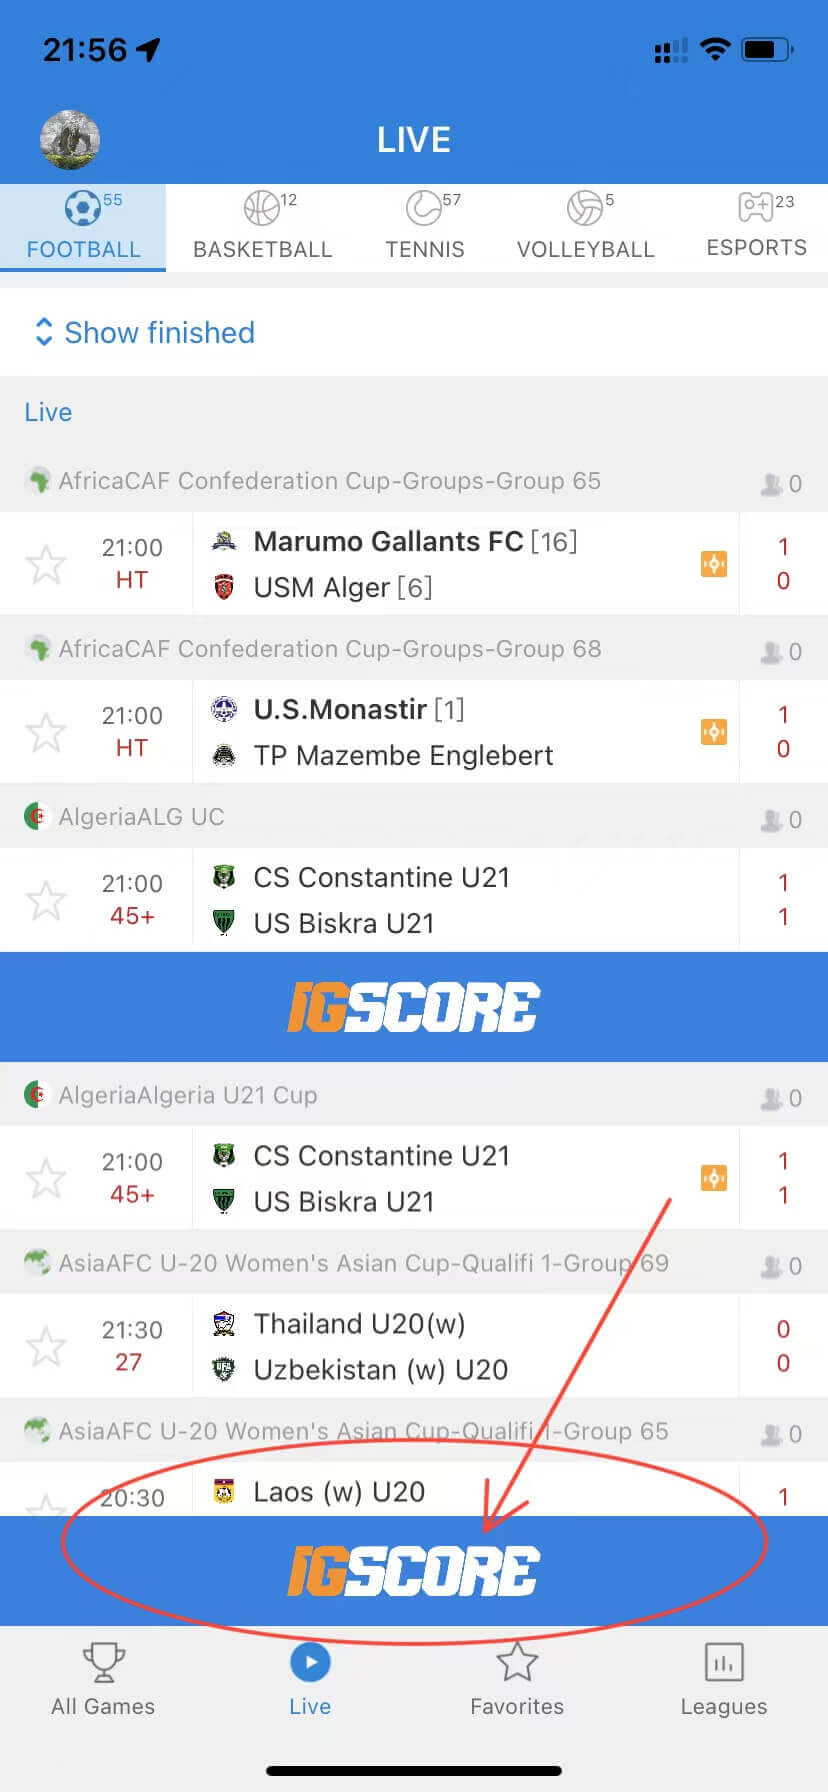 21:56
LIVE
55 12 57 5 23
FOOTBALL BASKETBALL TENNIS VOLLEYBALL ESPORTS
Show finished
Live
AfricaCAF Confederation Cup-Groups-Group 65 0
21:00 Marumo Gallants FC [16] 1
HT USM Alger [6] 0
AfricaCAF Confederation Cup-Groups-Group 68 0
21:00 U.S.Monastir [1] 1
HT TP Mazembe Englebert 0
AlgeriaALG UC 0
21:00 CS Constantine U21 1
45+ US Biskra U21 1
IGSCORE
AlgeriaAlgeria U21 Cup 0
21:00 CS Constantine U21 1
45+ US Biskra U21 1
AsiaAFC U-20 Women's Asian Cup-Qualifi 1-Group 69 0
21:30 Thailand U20(w) 0
27 Uzbekistan (w) U20 0
AsiaAFC U-20 Women's Asian Cup-Qualifi 1-Group 65 0
20:30 Laos (w) U20 1
IGSCORE
All Games Live Favorites Leagues